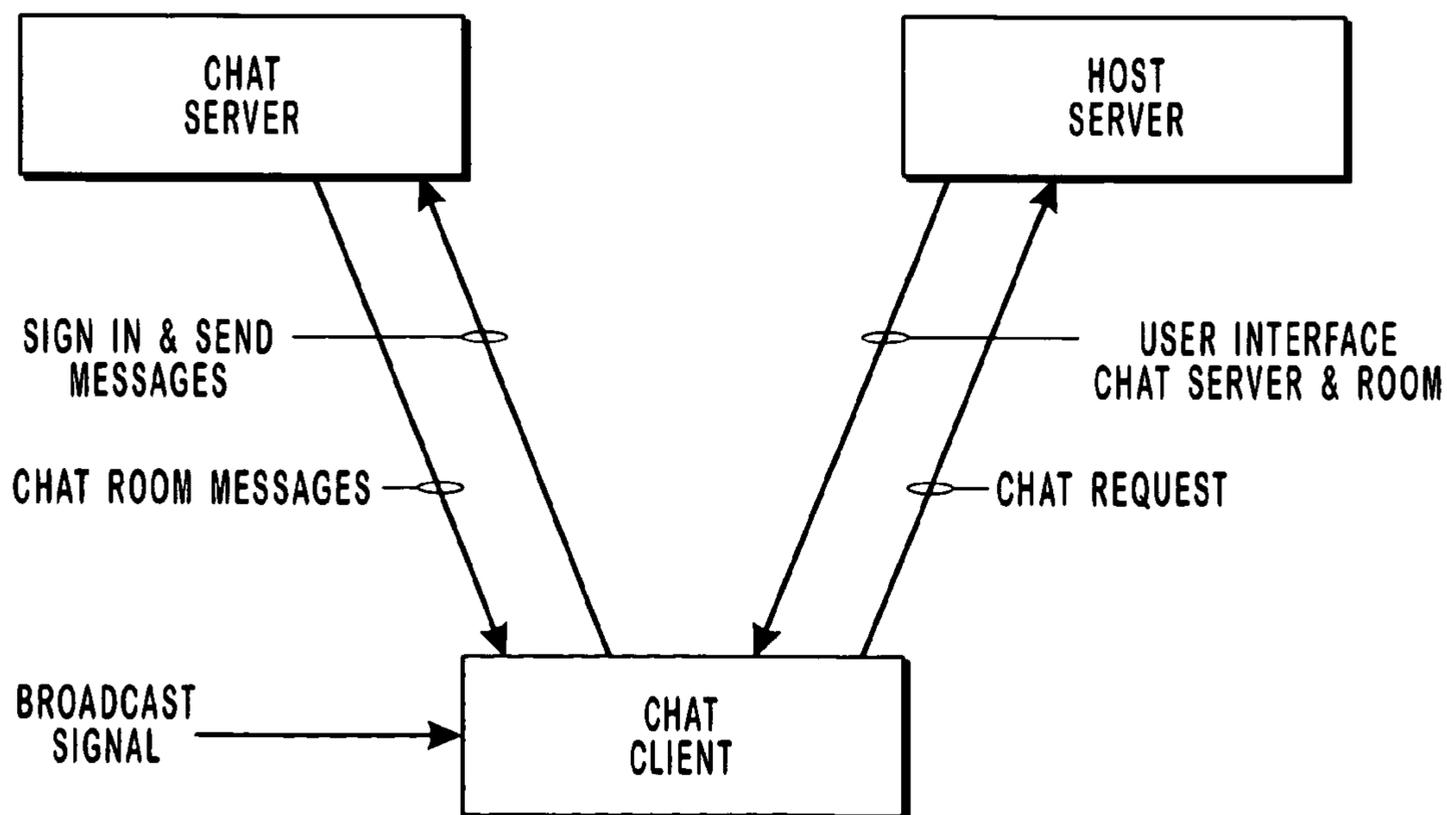 CHAT
SERVER
HOST
SERVER
SIGN IN & SEND
MESSAGES
USER INTERFACE
CHAT SERVER & ROOM
CHAT ROOM MESSAGES
CHAT REQUEST
BROADCAST
SIGNAL
CHAT
CLIENT